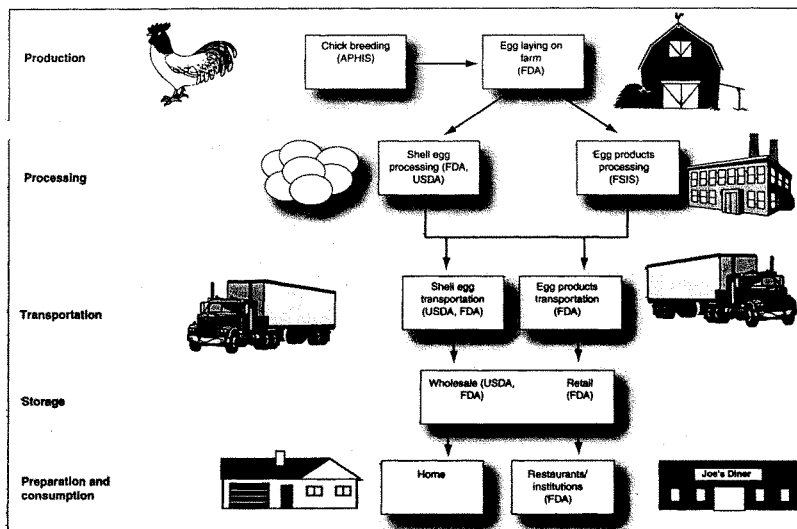 Production
Chick breeding
(APHIS)
Egg laying on
farm
(FDA)
Processing
Shell egg
processing (FDA,
USDA)
Egg products
processing
(FSIS)
Transportation
Shell egg
transportation
(USDA, FDA)
Egg products
transportation
(FDA)
Storage
Wholesale (USDA,
FDA)
Retail
(FDA)
Preparation and
consumption
Home
Restaurants/
institutions
(FDA)
Joe's Diner